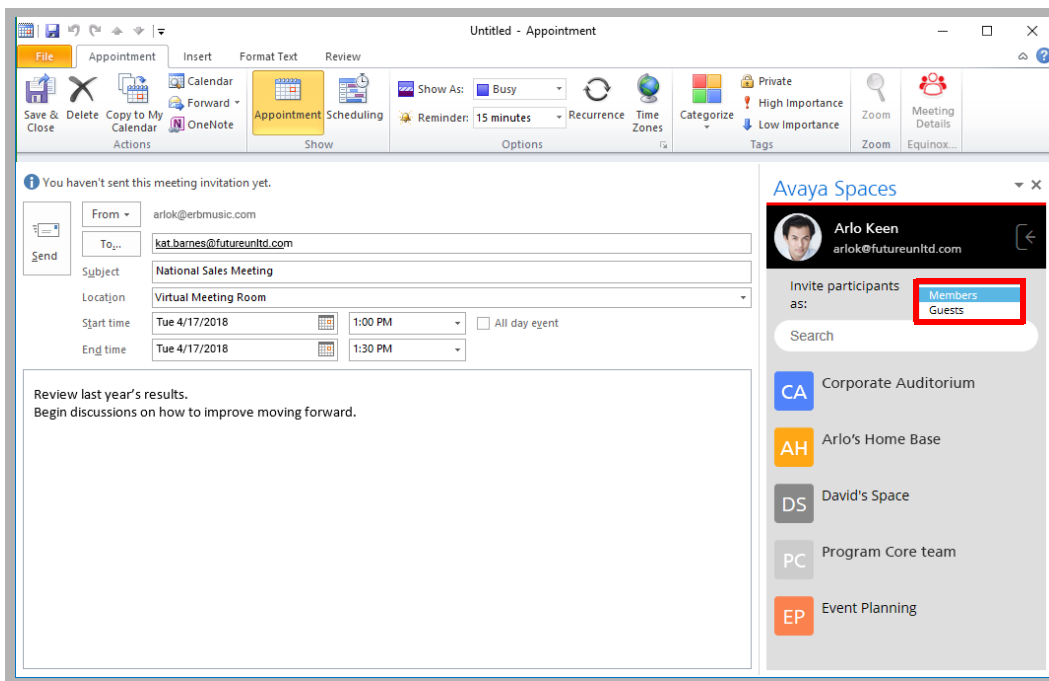 Untitled - Appointment
File Appointment Insert Format Text Review
Save & Close
Delete
Copy to My Calendar
Calendar
Forward
OneNote
Actions
Appointment
Scheduling
Show
Show As: Busy
Reminder: 15 minutes
Recurrence
Time Zones
Options
Categorize
Private
High Importance
Low Importance
Tags
Zoom
Zoom
Meeting Details
Equinox...
You haven't sent this meeting invitation yet.
Send
From arlok@erbmusic.com
To... kat.barnes@futureunltd.com
Subject National Sales Meeting
Location Virtual Meeting Room
Start time Tue 4/17/2018 1:00 PM All day event
End time Tue 4/17/2018 1:30 PM
Review last year's results.
Begin discussions on how to improve moving forward.
Avaya Spaces
Arlo Keen
arlok@futureunltd.com
Invite participants
as:
Members
Guests
Search
CA Corporate Auditorium
AH Arlo's Home Base
DS David's Space
PC Program Core team
EP Event Planning